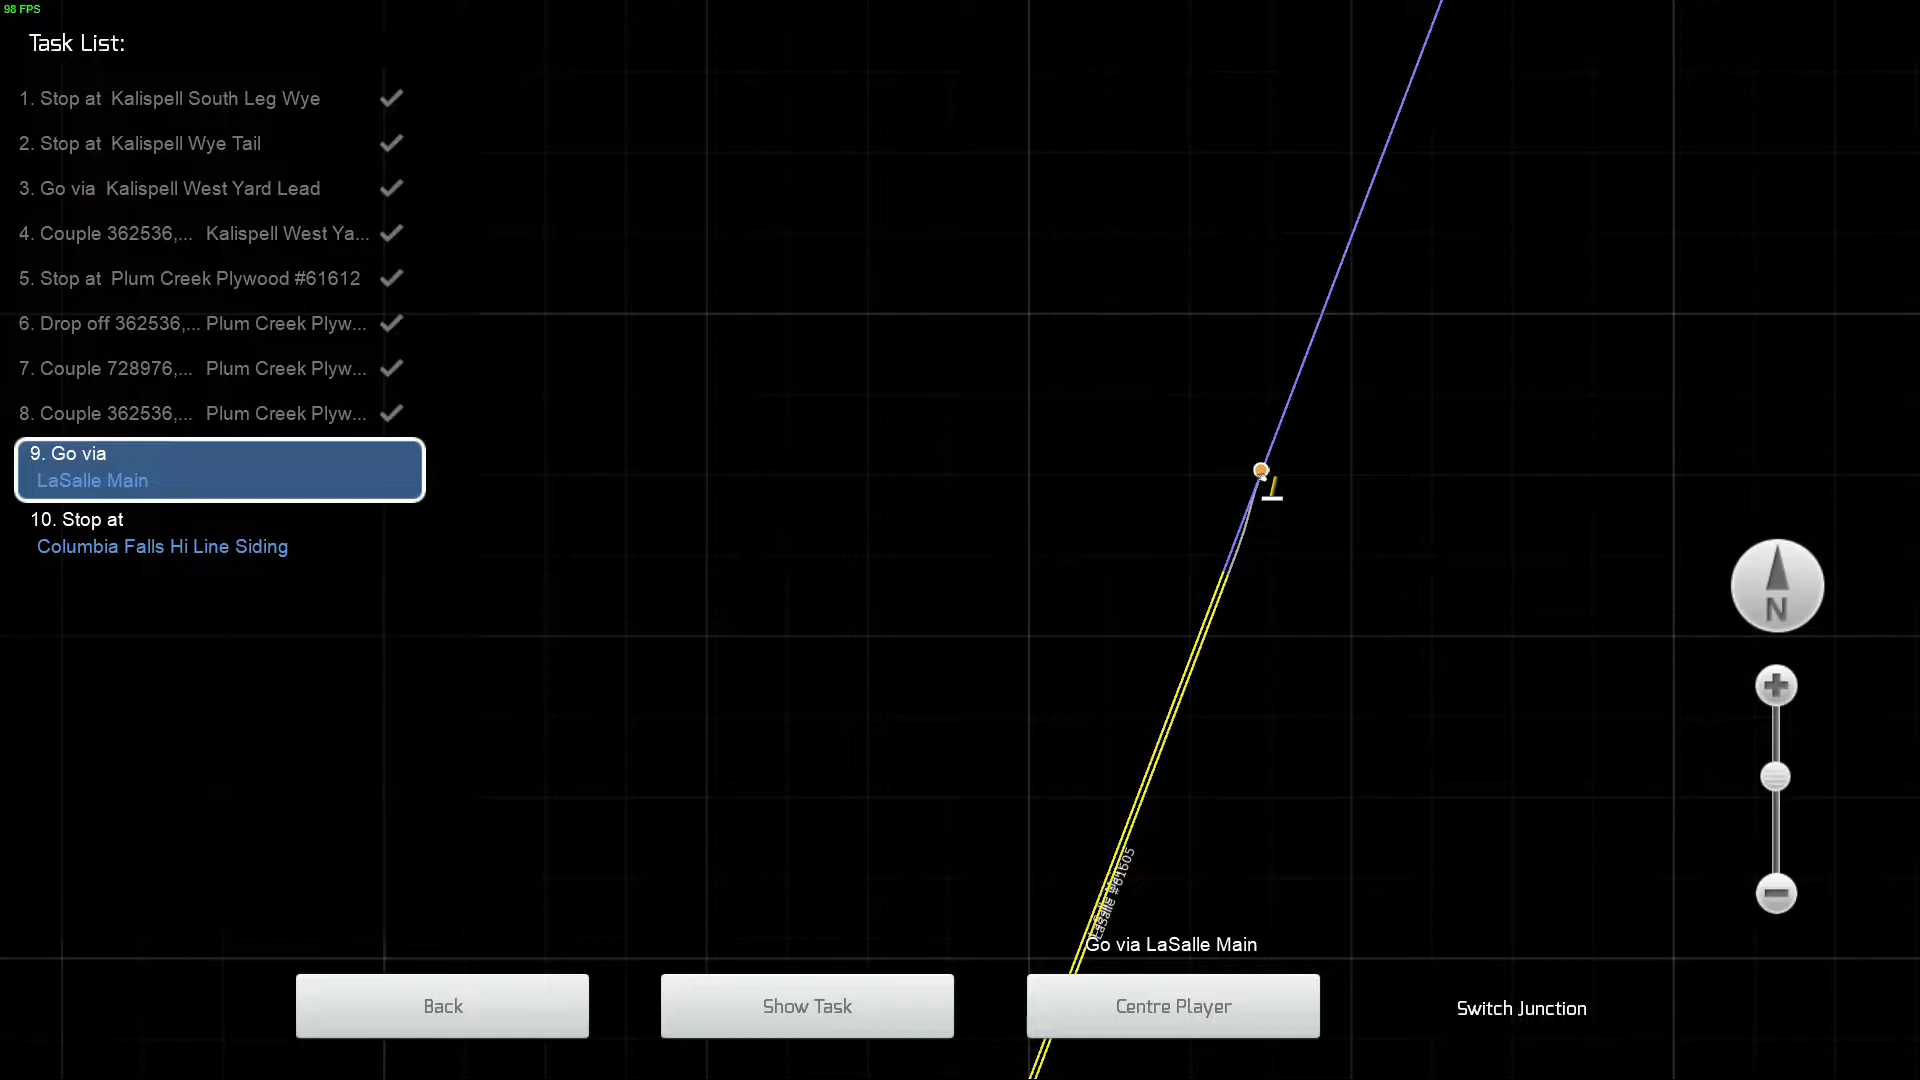 98 FPS
Task List:
1. Stop at Kalispell South Leg Wye
2. Stop at Kalispell Wye Tail
3. Go via Kalispell West Yard Lead
4. Couple 362536,... Kalispell West Ya...
5. Stop at Plum Creek Plywood #61612
6. Drop off 362536,... Plum Creek Plyw...
7. Couple 728976,... Plum Creek Plyw...
8. Couple 362536,... Plum Creek Plyw...
9. Go via
LaSalle Main
10. Stop at
Columbia Falls Hi Line Siding
N
LaSalle #61605
Go via LaSalle Main
Back
Show Task
Centre Player
Switch Junction